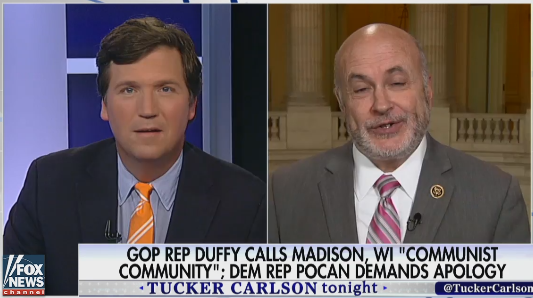 GOP REP DUFFY CALLS MADISON, WI "COMMUNIST
COMMUNITY"; DEM REP POCAN DEMANDS APOLOGY
FOX
NEWS
channel
• TUCKER CARLSON tonight •
@TuckerCarlson